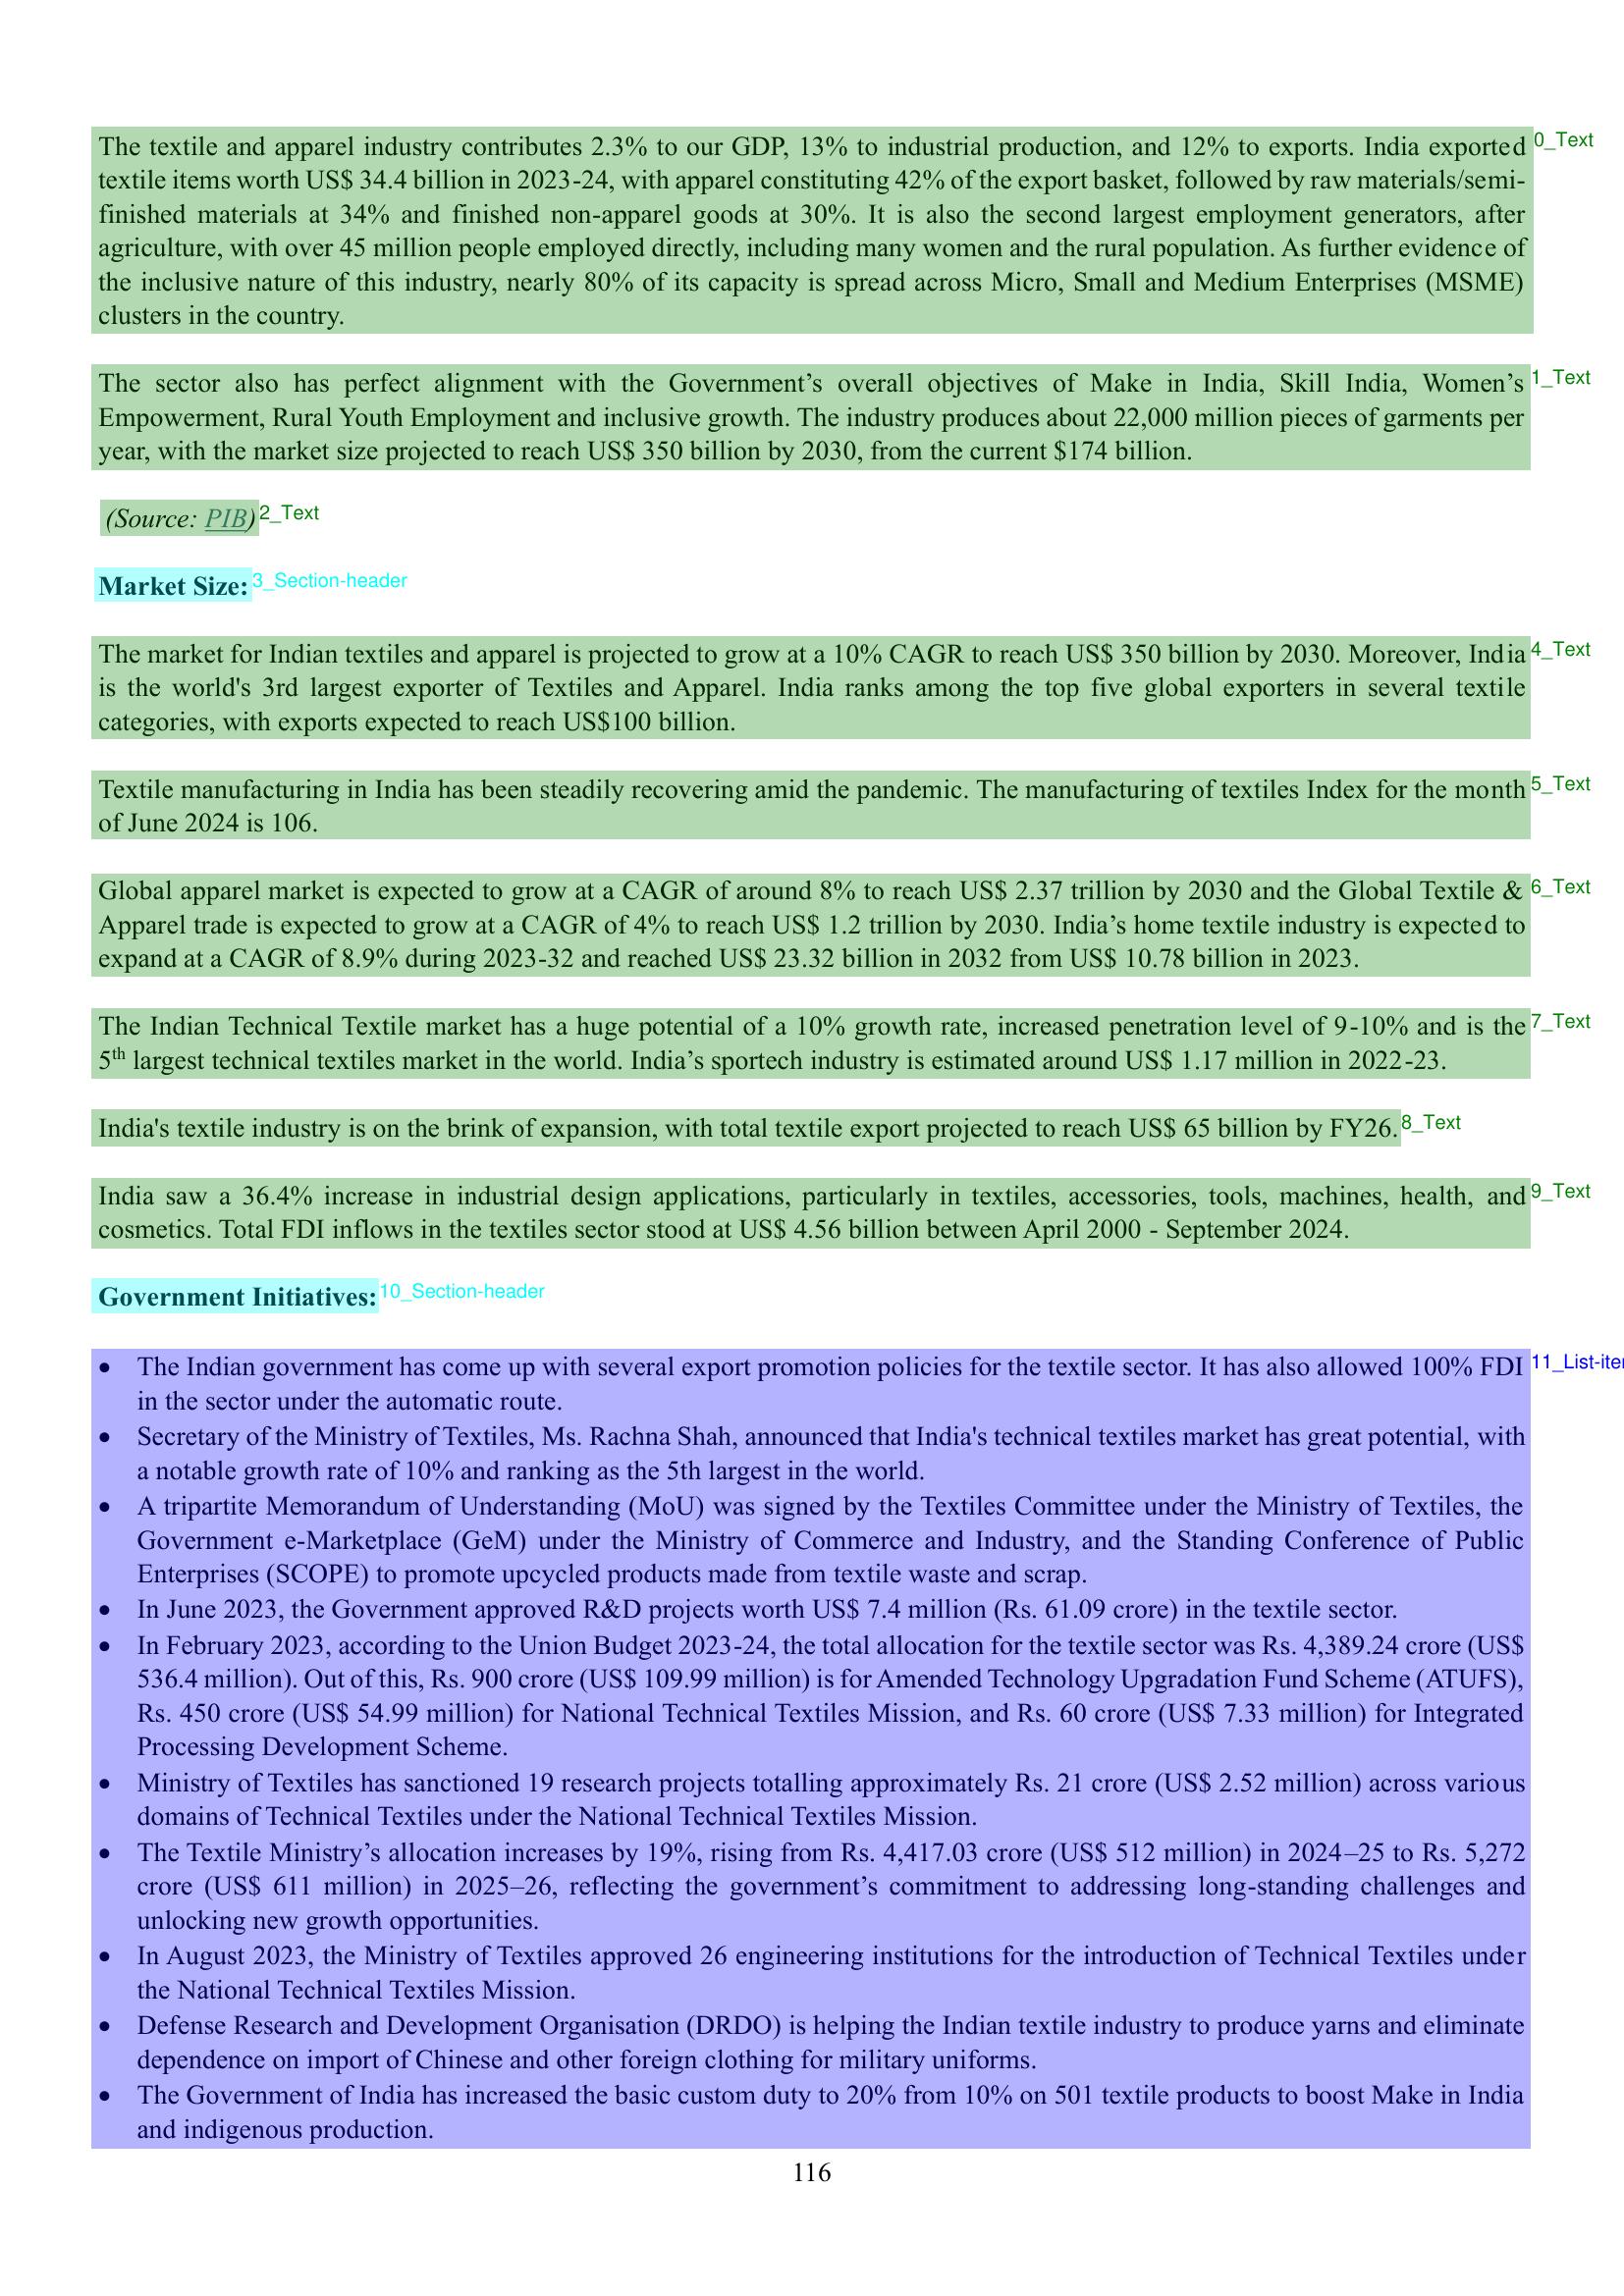 The textile and apparel industry contributes 2.3% to our GDP, 13% to industrial production, and 12% to exports. India exported
0_Text
textile items worth US$ 34.4 billion in 2023-24, with apparel constituting 42% of the export basket, followed by raw materials/semi-
finished materials at 34% and finished non-apparel goods at 30%. It is also the second largest employment generators, after
agriculture, with over 45 million people employed directly, including many women and the rural population. As further evidence of
the inclusive nature of this industry, nearly 80% of its capacity is spread across Micro, Small and Medium Enterprises (MSME)
clusters in the country.
The sector also has perfect alignment with the Government’s overall objectives of Make in India, Skill India, Women’s
1_Text
Empowerment, Rural Youth Employment and inclusive growth. The industry produces about 22,000 million pieces of garments per
year, with the market size projected to reach US$ 350 billion by 2030, from the current $174 billion.
(Source: PIB)
2_Text
Market Size:
3_Section-header
The market for Indian textiles and apparel is projected to grow at a 10% CAGR to reach US$ 350 billion by 2030. Moreover, India
4_Text
is the world's 3rd largest exporter of Textiles and Apparel. India ranks among the top five global exporters in several textile
categories, with exports expected to reach US$100 billion.
Textile manufacturing in India has been steadily recovering amid the pandemic. The manufacturing of textiles Index for the month
5_Text
of June 2024 is 106.
Global apparel market is expected to grow at a CAGR of around 8% to reach US$ 2.37 trillion by 2030 and the Global Textile &
6_Text
Apparel trade is expected to grow at a CAGR of 4% to reach US$ 1.2 trillion by 2030. India’s home textile industry is expected to
expand at a CAGR of 8.9% during 2023-32 and reached US$ 23.32 billion in 2032 from US$ 10.78 billion in 2023.
The Indian Technical Textile market has a huge potential of a 10% growth rate, increased penetration level of 9-10% and is the
7_Text
5th largest technical textiles market in the world. India’s sportech industry is estimated around US$ 1.17 million in 2022-23.
India's textile industry is on the brink of expansion, with total textile export projected to reach US$ 65 billion by FY26.
8_Text
India saw a 36.4% increase in industrial design applications, particularly in textiles, accessories, tools, machines, health, and
9_Text
cosmetics. Total FDI inflows in the textiles sector stood at US$ 4.56 billion between April 2000 - September 2024.
Government Initiatives:
10_Section-header
• The Indian government has come up with several export promotion policies for the textile sector. It has also allowed 100% FDI
11_List-iter
in the sector under the automatic route.
• Secretary of the Ministry of Textiles, Ms. Rachna Shah, announced that India's technical textiles market has great potential, with
a notable growth rate of 10% and ranking as the 5th largest in the world.
• A tripartite Memorandum of Understanding (MoU) was signed by the Textiles Committee under the Ministry of Textiles, the
Government e-Marketplace (GeM) under the Ministry of Commerce and Industry, and the Standing Conference of Public
Enterprises (SCOPE) to promote upcycled products made from textile waste and scrap.
• In June 2023, the Government approved R&D projects worth US$ 7.4 million (Rs. 61.09 crore) in the textile sector.
• In February 2023, according to the Union Budget 2023-24, the total allocation for the textile sector was Rs. 4,389.24 crore (US$
536.4 million). Out of this, Rs. 900 crore (US$ 109.99 million) is for Amended Technology Upgradation Fund Scheme (ATUFS),
Rs. 450 crore (US$ 54.99 million) for National Technical Textiles Mission, and Rs. 60 crore (US$ 7.33 million) for Integrated
Processing Development Scheme.
• Ministry of Textiles has sanctioned 19 research projects totalling approximately Rs. 21 crore (US$ 2.52 million) across various
domains of Technical Textiles under the National Technical Textiles Mission.
• The Textile Ministry’s allocation increases by 19%, rising from Rs. 4,417.03 crore (US$ 512 million) in 2024–25 to Rs. 5,272
crore (US$ 611 million) in 2025–26, reflecting the government’s commitment to addressing long-standing challenges and
unlocking new growth opportunities.
• In August 2023, the Ministry of Textiles approved 26 engineering institutions for the introduction of Technical Textiles under
the National Technical Textiles Mission.
• Defense Research and Development Organisation (DRDO) is helping the Indian textile industry to produce yarns and eliminate
dependence on import of Chinese and other foreign clothing for military uniforms.
• The Government of India has increased the basic custom duty to 20% from 10% on 501 textile products to boost Make in India
and indigenous production.
116